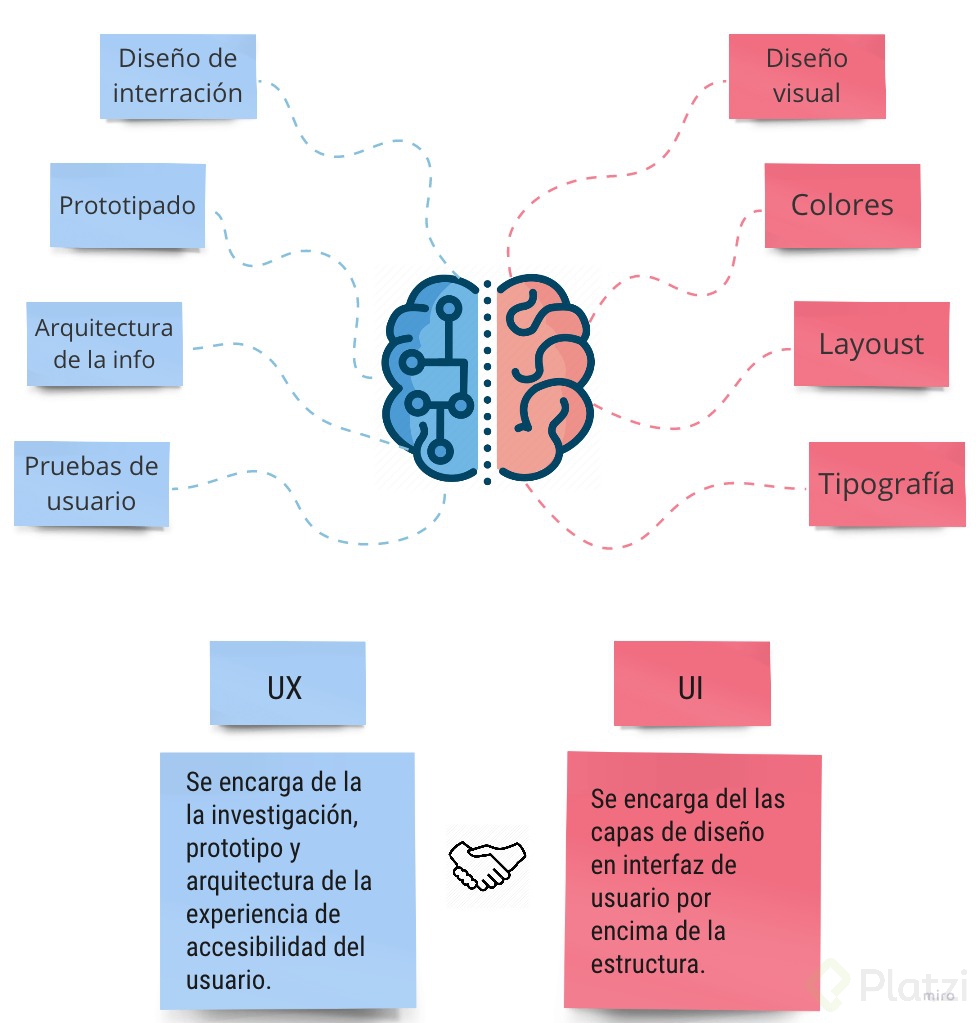 Diseño de
interración
Prototipado
Arquitectura
de la info
Pruebas de
usuario
Diseño
visual
Colores
Layoust
Tipografía
UX
Se encarga de la
la investigación,
prototipo y
arquitectura de la
experiencia de
accesibilidad del
usuario.
UI
Se encarga del las
capas de diseño
en interfaz de
usuario por
encima de la
estructura.
Platzi
miro